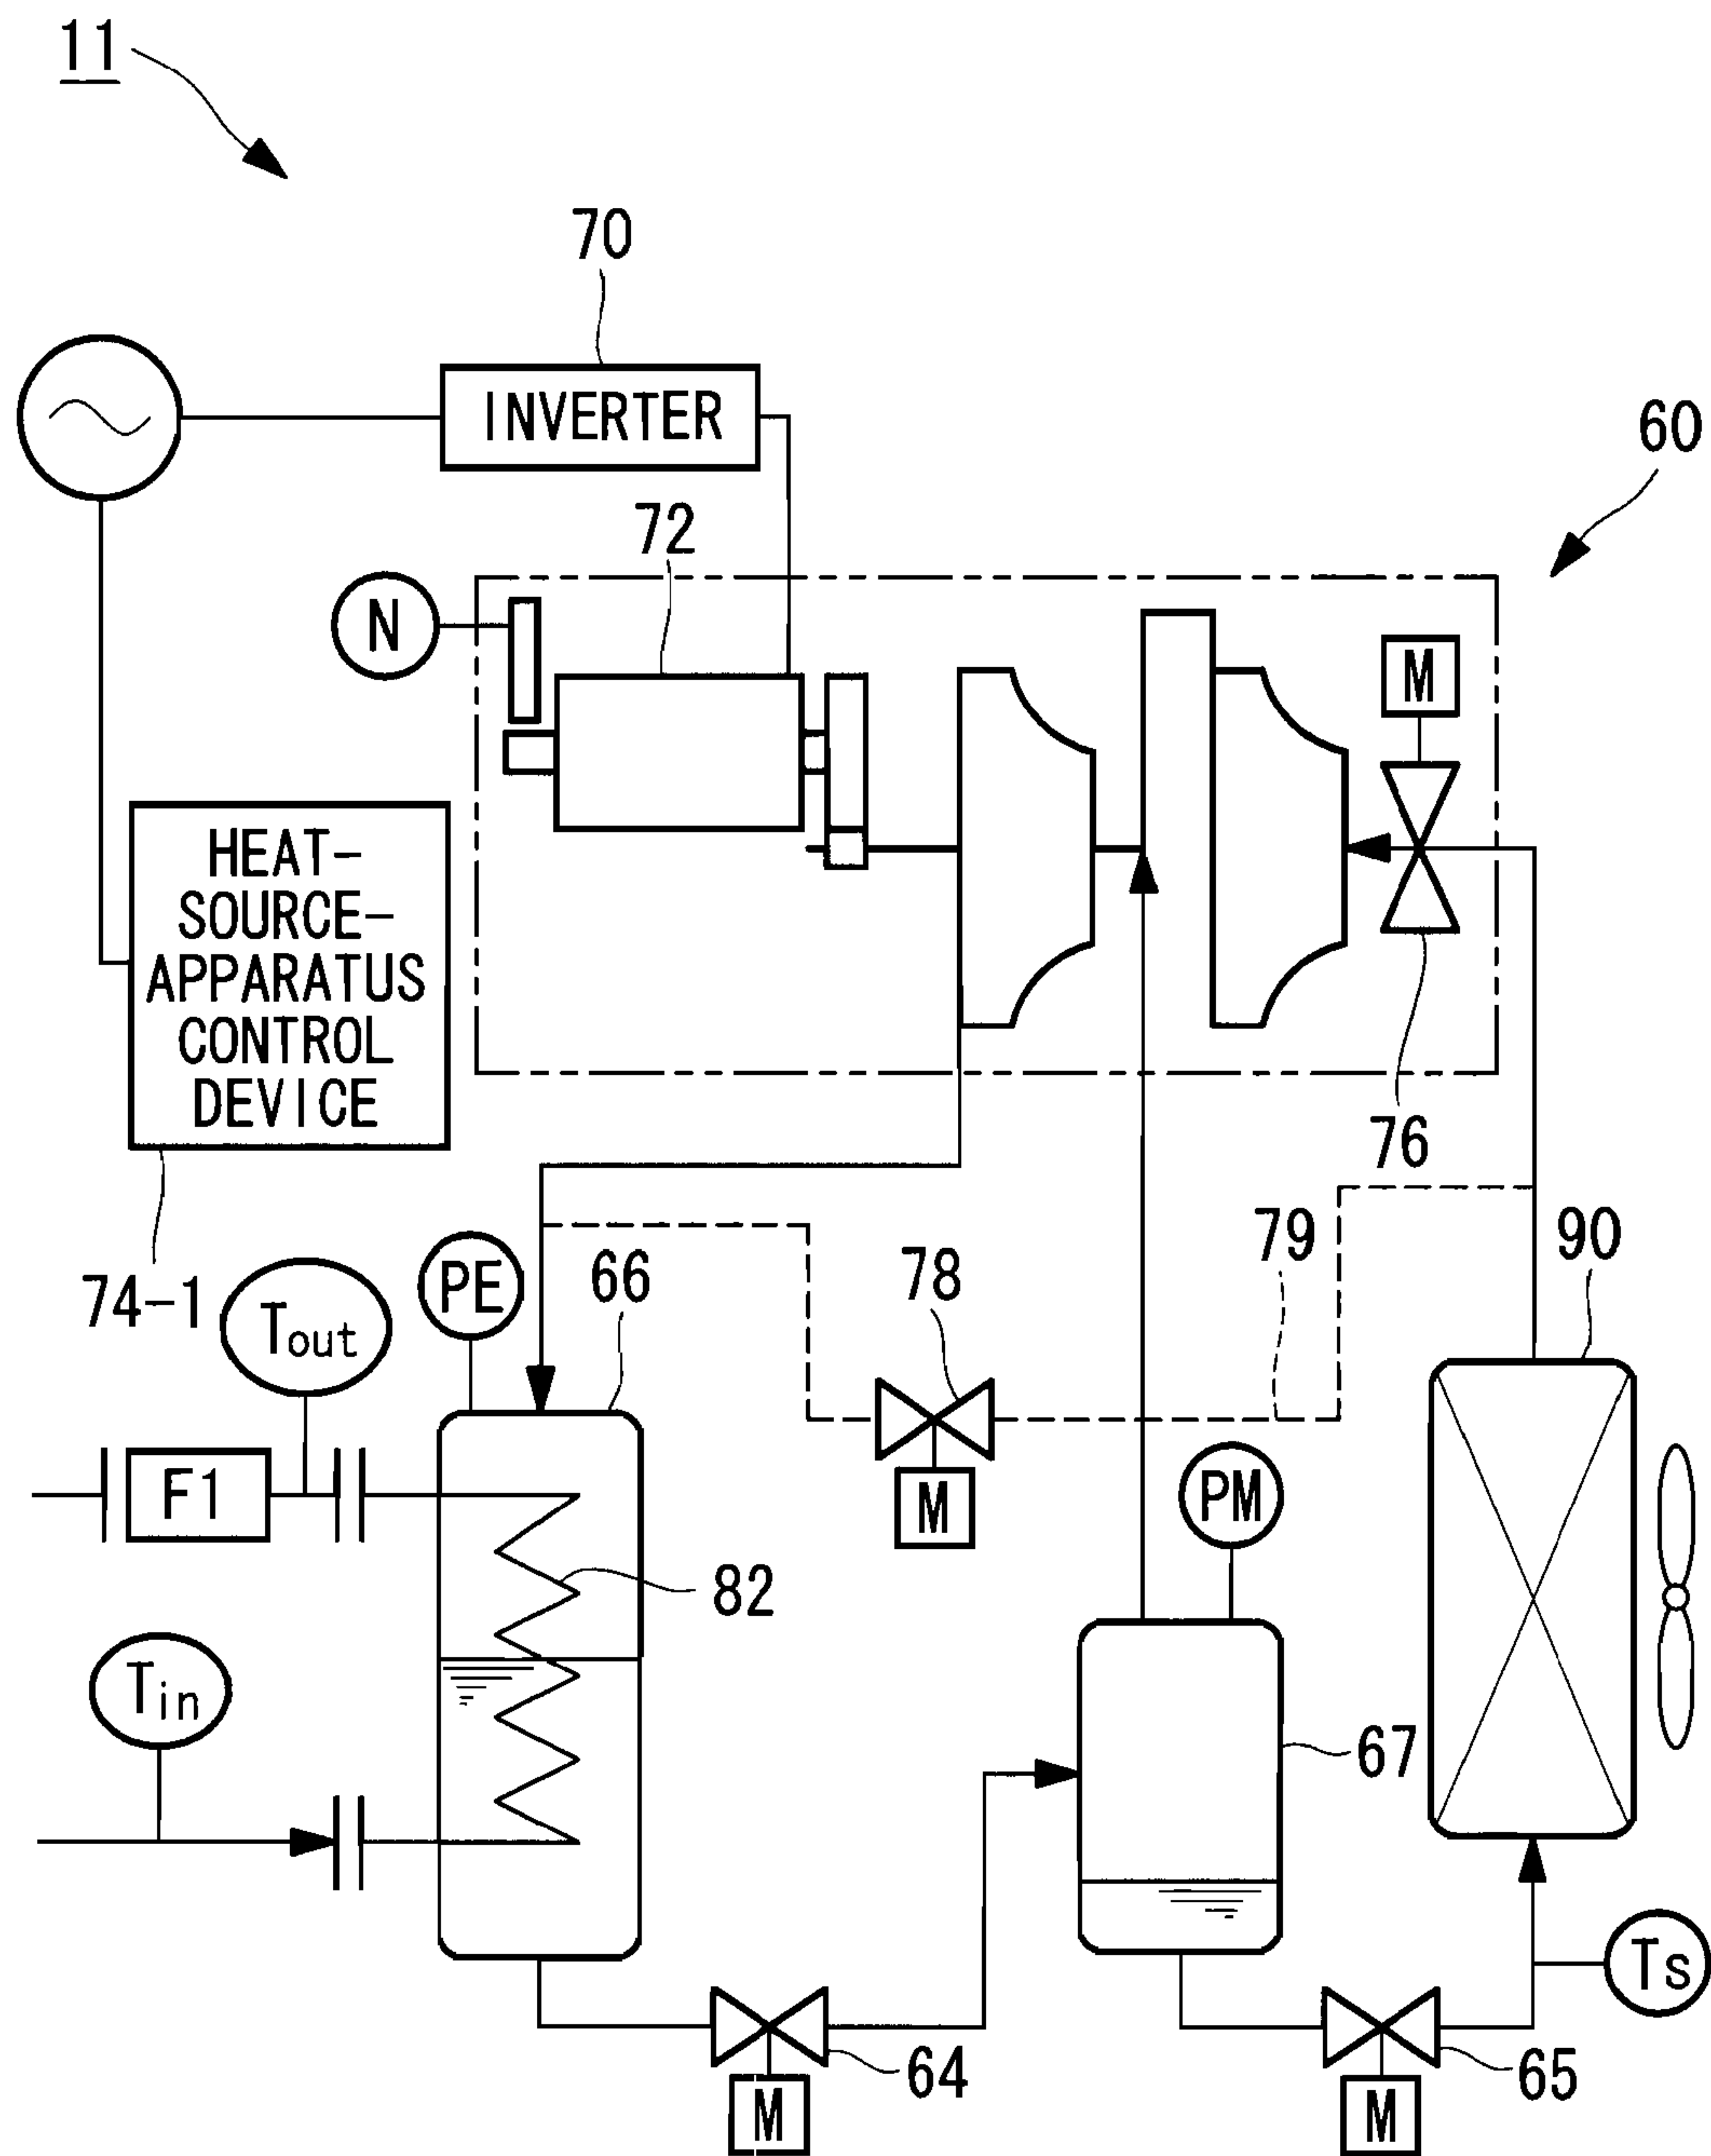 11
70
INVERTER
60
72
N
M
HEAT-
SOURCE-
APPARATUS
CONTROL
DEVICE
76
79
90
74-1
Tout
PE
66
78
F1
M
PM
82
Tin
67
Ts
64
65
M
M